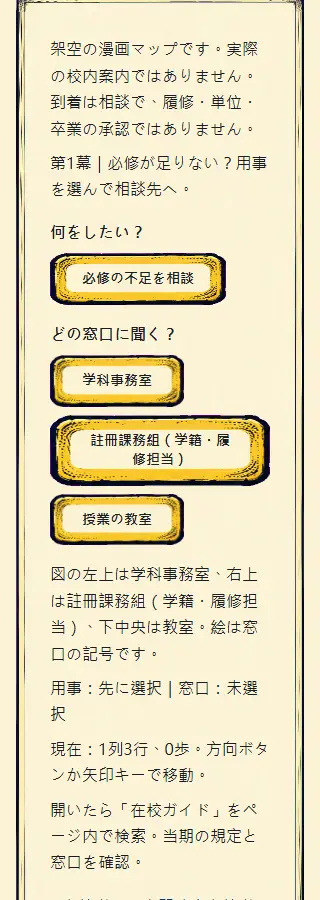 架空の漫画マップです。実際
の校内案内ではありません。
到着は相談で、履修・単位・
卒業の承認ではありません。
第1幕｜必修が足りない？用事
を選んで相談先へ。
何をしたい？
必修の不足を相談
どの窓口に聞く？
学科事務室
註冊課務組（学籍・履
修担当）
授業の教室
図の左上は学科事務室、右上
は註冊課務組（学籍・履修担
当）、下中央は教室。絵は窓
口の記号です。
用事：先に選択｜窓口：未選
択
現在：1列3行、0歩。方向ボタ
ンか矢印キーで移動。
開いたら「在校ガイド」をペ
ージ内で検索。当期の規定と
窓口を確認。